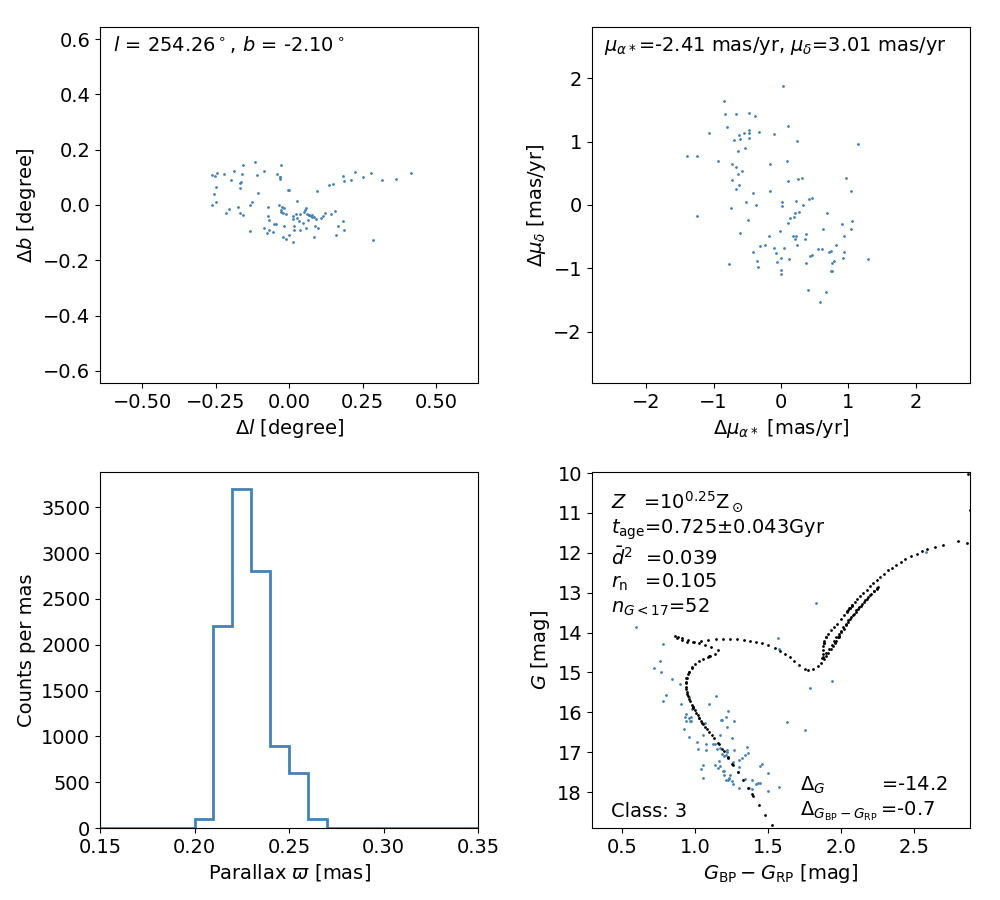 l = 254.26°, b = -2.10°
0.6
0.4
0.2
0.0
−0.2
−0.4
−0.6
Δb [degree]
−0.50 −0.25 0.00 0.25 0.50
Δl [degree]
μα*=-2.41 mas/yr, μδ=3.01 mas/yr
2
1
0
−1
−2
Δμδ [mas/yr]
−2 −1 0 1 2
Δμα* [mas/yr]
3500
3000
2500
2000
1500
1000
500
0
Counts per mas
0.15 0.20 0.25 0.30 0.35
Parallax ϖ [mas]
10
11
12
13
14
15
16
17
18
G [mag]
Z =10^0.25 Z⊙
t_age=0.725±0.043Gyr
d̄² =0.039
r_n =0.105
n_G<17=52
Δ_G =-14.2
Δ_GBP−GRP=-0.7
Class: 3
0.5 1.0 1.5 2.0 2.5
G_BP − G_RP [mag]